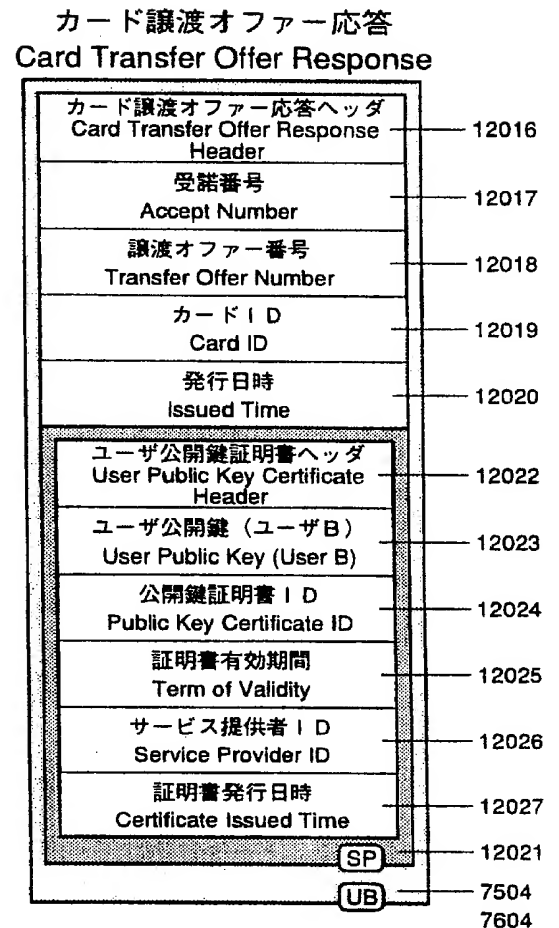 カード譲渡オファー応答
Card Transfer Offer Response
カード譲渡オファー応答ヘッダ
Card Transfer Offer Response
Header
12016
受諾番号
Accept Number
12017
譲渡オファー番号
Transfer Offer Number
12018
カードID
Card ID
12019
発行日時
Issued Time
12020
ユーザ公開鍵証明書ヘッダ
User Public Key Certificate
Header
12022
ユーザ公開鍵（ユーザB）
User Public Key (User B)
12023
公開鍵証明書ID
Public Key Certificate ID
12024
証明書有効期間
Term of Validity
12025
サービス提供者ID
Service Provider ID
12026
証明書発行日時
Certificate Issued Time
12027
SP
12021
UB
7504
7604